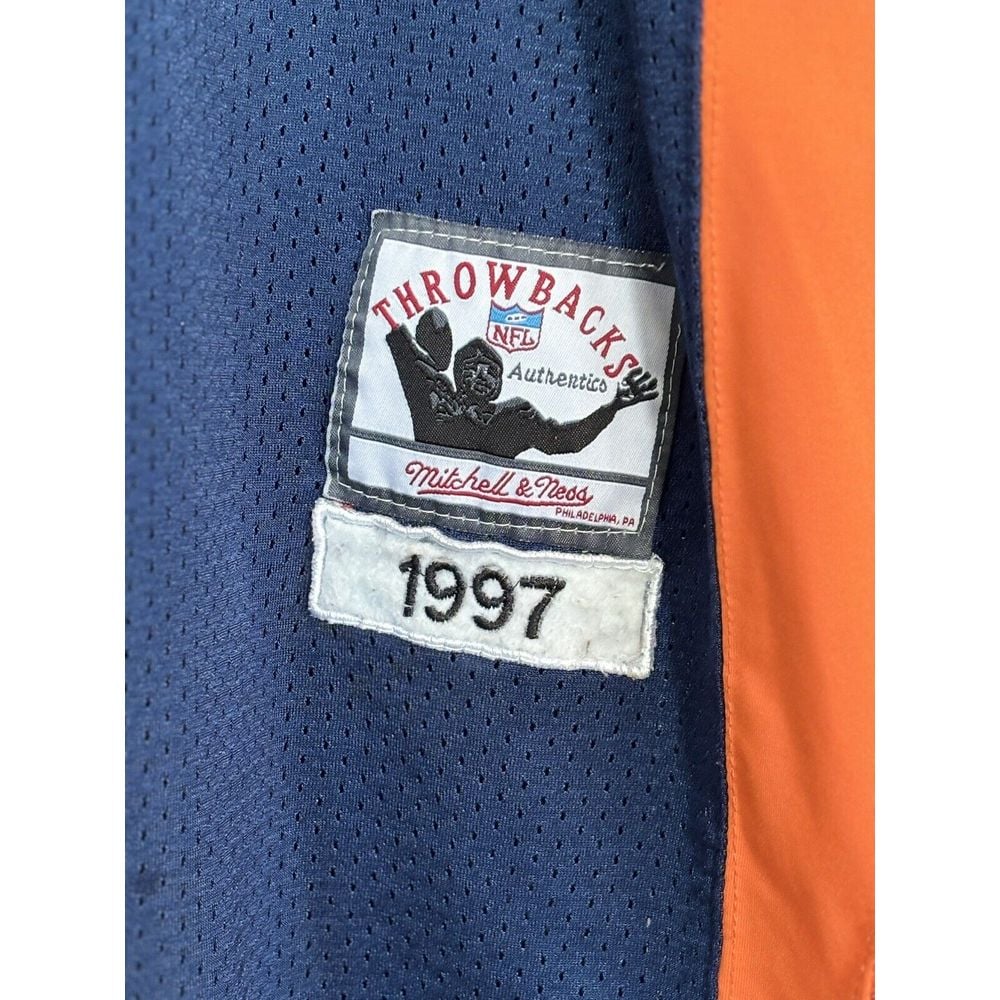 THROWBACKS
NFL
Authentics
Mitchell & Ness
PHILADELPHIA, PA
1997